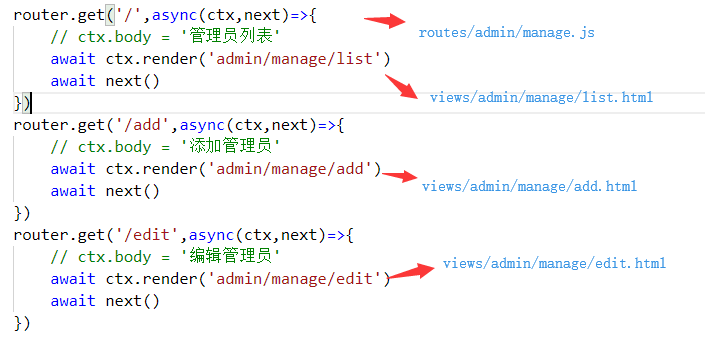 router.get('/',async(ctx,next)=>{
routes/admin/manage.js
// ctx.body = '管理员列表'
await ctx.render('admin/manage/list')
await next()
views/admin/manage/list.html
})
router.get('/add',async(ctx,next)=>{
// ctx.body = '添加管理员'
await ctx.render('admin/manage/add')
views/admin/manage/add.html
await next()
})
router.get('/edit',async(ctx,next)=>{
// ctx.body = '编辑管理员'
views/admin/manage/edit.html
await ctx.render('admin/manage/edit')
await next()
})